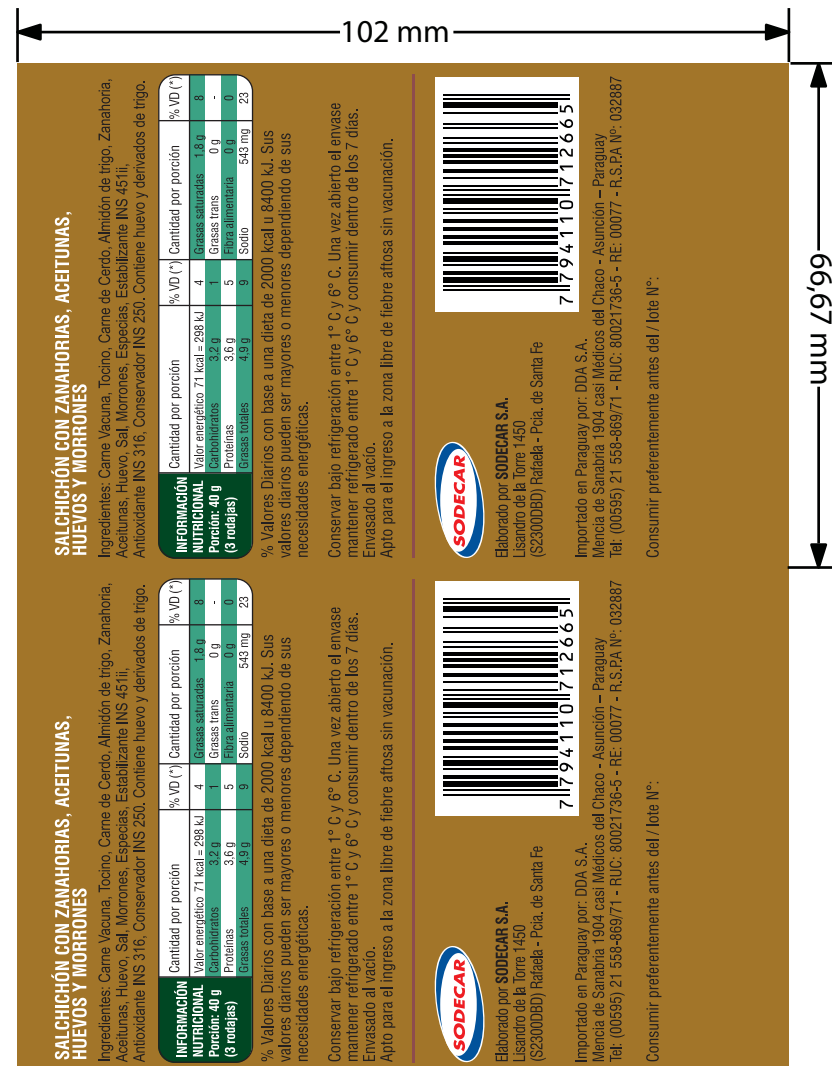 102 mm
66,67 mm
SALCHICHÓN CON ZANAHORIAS, ACEITUNAS,
HUEVOS Y MORRONES
Ingredientes: Carne Vacuna, Tocino, Carne de Cerdo, Almidón de trigo, Zanahoria,
Aceitunas, Huevo, Sal, Morrones, Especias, Estabilizante INS 451ii,
Antioxidante INS 316, Conservador INS 250. Contiene huevo y derivados de trigo.
INFORMACIÓN
NUTRICIONAL
Porción: 40 g
(3 rodajas)
Cantidad por porción % VD (*) Cantidad por porción % VD (*)
Valor energético 71 kcal = 298 kJ 4 Grasas saturadas 1.8 g 8
Carbohidratos 3,2 g 1 Grasas trans 0 g -
Proteínas 3,6 g 5 Fibra alimentaria 0 g 0
Grasas totales 4,9 g 9 Sodio 543 mg 23
% Valores Diarios con base a una dieta de 2000 kcal u 8400 kJ. Sus
valores diarios pueden ser mayores o menores dependiendo de sus
necesidades energéticas.
Conservar bajo refrigeración entre 1° C y 6° C. Una vez abierto el envase
mantener refrigerado entre 1° C y 6° C y consumir dentro de los 7 días.
Envasado al vacío.
Apto para el ingreso a la zona libre de fiebre aftosa sin vacunación.
SODECAR
Elaborado por SODECAR S.A.
Lisandro de la Torre 1450
(S2300DBD) Rafaela - Pcia. de Santa Fe
7 794110 712665
Importado en Paraguay por: DDA S.A.
Mencia de Sanabria 1904 casi Médicos del Chaco - Asunción – Paraguay
Tel: (00595) 21 558-869/71 - RUC: 80021736-5 - RE: 00077 - R.S.P.A Nº: 032887
Consumir preferentemente antes del / lote N°:
SALCHICHÓN CON ZANAHORIAS, ACEITUNAS,
HUEVOS Y MORRONES
Ingredientes: Carne Vacuna, Tocino, Carne de Cerdo, Almidón de trigo, Zanahoria,
Aceitunas, Huevo, Sal, Morrones, Especias, Estabilizante INS 451ii,
Antioxidante INS 316, Conservador INS 250. Contiene huevo y derivados de trigo.
INFORMACIÓN
NUTRICIONAL
Porción: 40 g
(3 rodajas)
Cantidad por porción % VD (*) Cantidad por porción % VD (*)
Valor energético 71 kcal = 298 kJ 4 Grasas saturadas 1.8 g 8
Carbohidratos 3,2 g 1 Grasas trans 0 g -
Proteínas 3,6 g 5 Fibra alimentaria 0 g 0
Grasas totales 4,9 g 9 Sodio 543 mg 23
% Valores Diarios con base a una dieta de 2000 kcal u 8400 kJ. Sus
valores diarios pueden ser mayores o menores dependiendo de sus
necesidades energéticas.
Conservar bajo refrigeración entre 1° C y 6° C. Una vez abierto el envase
mantener refrigerado entre 1° C y 6° C y consumir dentro de los 7 días.
Envasado al vacío.
Apto para el ingreso a la zona libre de fiebre aftosa sin vacunación.
SODECAR
Elaborado por SODECAR S.A.
Lisandro de la Torre 1450
(S2300DBD) Rafaela - Pcia. de Santa Fe
7 794110 712665
Importado en Paraguay por: DDA S.A.
Mencia de Sanabria 1904 casi Médicos del Chaco - Asunción – Paraguay
Tel: (00595) 21 558-869/71 - RUC: 80021736-5 - RE: 00077 - R.S.P.A Nº: 032887
Consumir preferentemente antes del / lote N°: